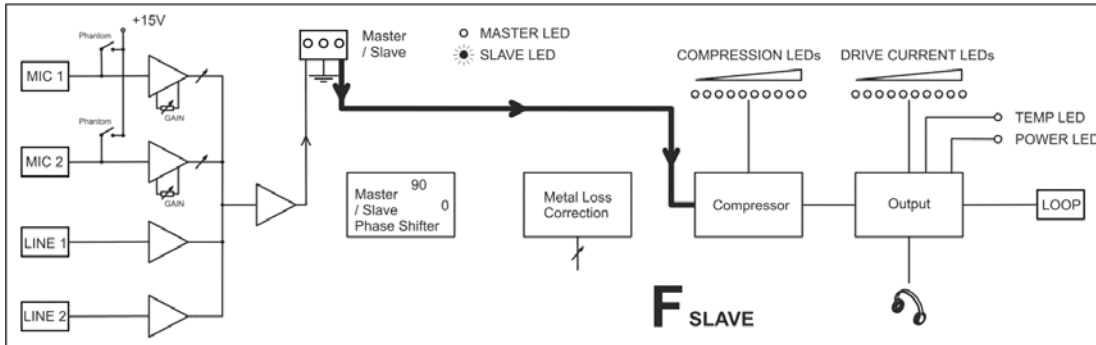 +15V
Phantom
MIC 1
GAIN
Phantom
MIC 2
GAIN
LINE 1
LINE 2
Master
/ Slave
MASTER LED
SLAVE LED
90
Master
/ Slave 0
Phase Shifter
Metal Loss
Correction
COMPRESSION LEDs
Compressor
DRIVE CURRENT LEDs
TEMP LED
POWER LED
Output
LOOP
F SLAVE